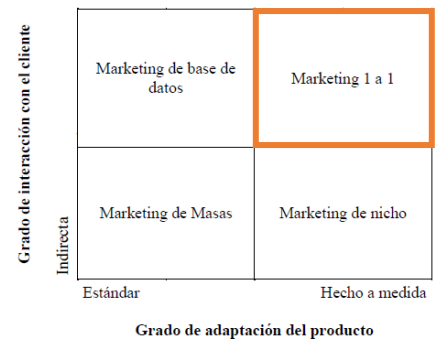 Grado de interacción con el cliente
Marketing de base de
datos
Marketing 1 a 1
Indirecta
Marketing de Masas
Marketing de nicho
Estándar
Hecho a medida
Grado de adaptación del producto